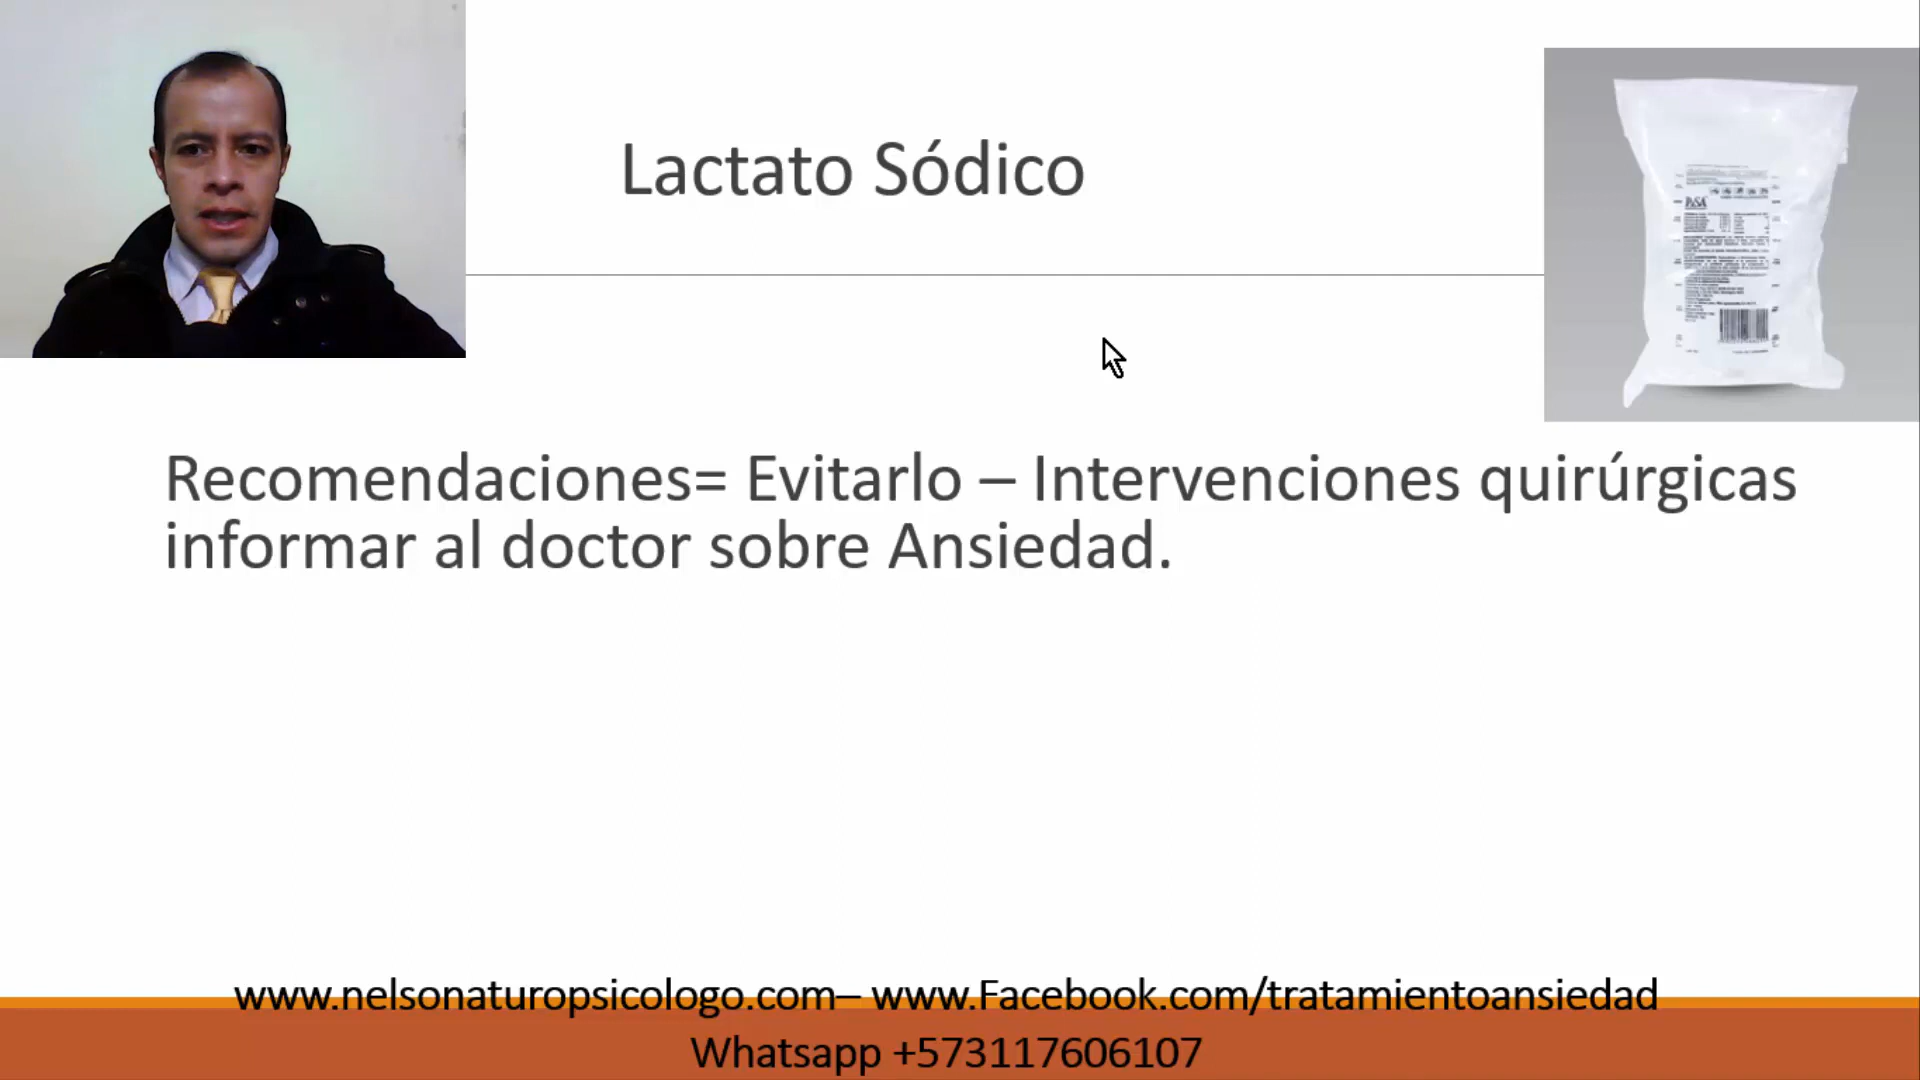 Lactato Sódico
PiSA
Recomendaciones= Evitarlo – Intervenciones quirúrgicas
informar al doctor sobre Ansiedad.
www.nelsonaturopsicologo.com– www.Facebook.com/tratamientoansiedad
Whatsapp +573117606107